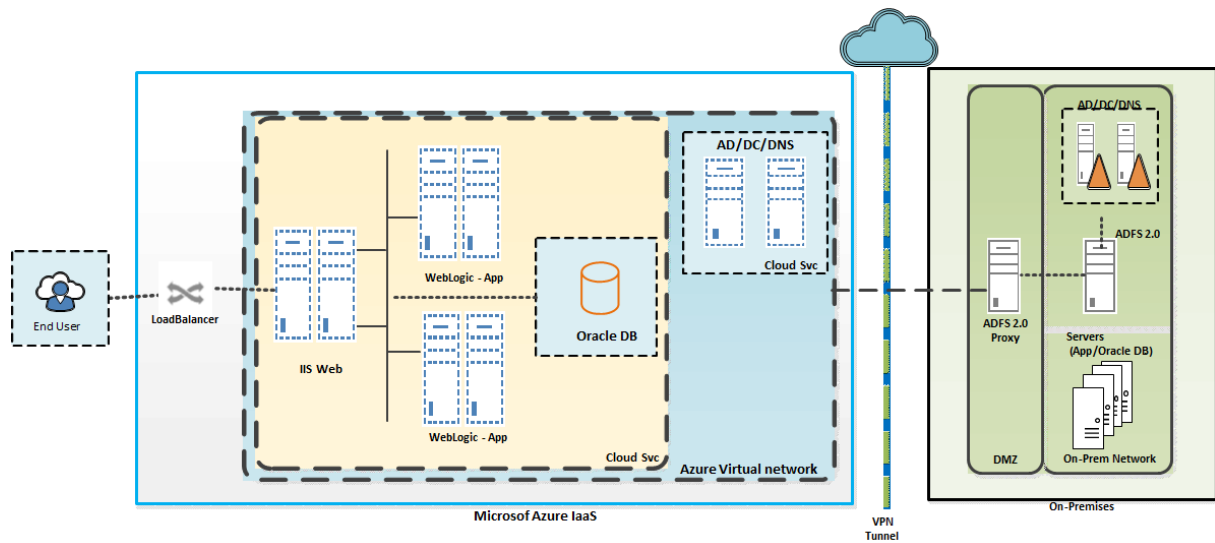 End User
LoadBalancer
IIS Web
WebLogic - App
WebLogic - App
Oracle DB
Cloud Svc
AD/DC/DNS
Cloud Svc
Azure Virtual network
Microsof Azure IaaS
VPN
Tunnel
AD/DC/DNS
ADFS 2.0
ADFS 2.0
Proxy
Servers
(App/Oracle DB)
DMZ
On-Prem Network
On-Premises